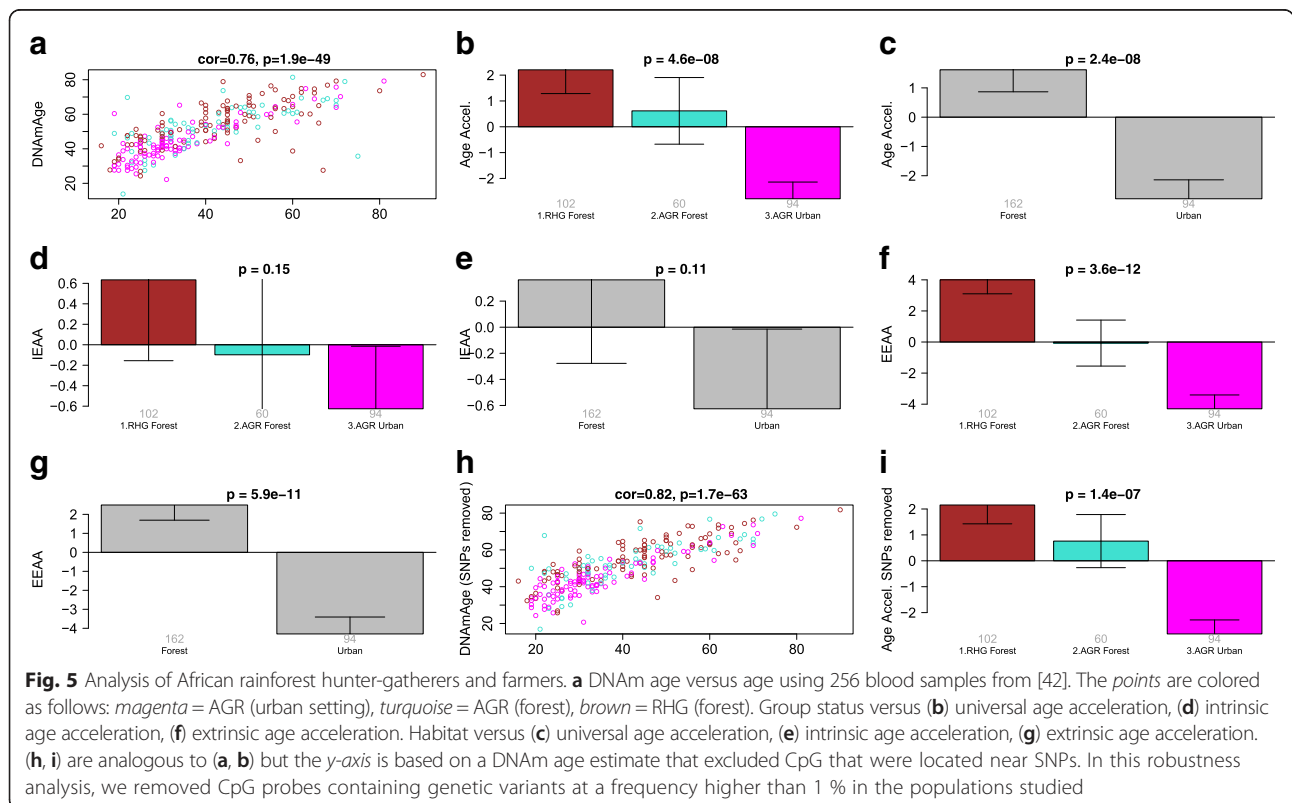 a
cor=0.76, p=1.9e−49
DNAmAge
80
60
40
20
20 40 60 80
b
p = 4.6e−08
Age Accel.
2
1
0
−2
102 60 94
1.RHG Forest 2.AGR Forest 3.AGR Urban
c
p = 2.4e−08
Age Accel.
1
0
−1
−2
162 94
Forest Urban
d
p = 0.15
IEAA
0.6
0.4
0.2
0.0
−0.2
−0.4
−0.6
102 60 94
1.RHG Forest 2.AGR Forest 3.AGR Urban
e
p = 0.11
IEAA
0.2
0.0
−0.2
−0.4
−0.6
162 94
Forest Urban
f
p = 3.6e−12
EEAA
4
2
0
−2
−4
102 60 94
1.RHG Forest 2.AGR Forest 3.AGR Urban
g
p = 5.9e−11
EEAA
2
1
0
−1
−2
−3
−4
162 94
Forest Urban
h
cor=0.82, p=1.7e−63
DNAmAge (SNPs removed)
80
60
40
20
20 40 60 80
i
p = 1.4e−07
Age Accel. SNPs removed
2
1
0
−1
−2
102 60 94
1.RHG Forest 2.AGR Forest 3.AGR Urban
Fig. 5 Analysis of African rainforest hunter-gatherers and farmers. a DNAm age versus age using 256 blood samples from [42]. The points are colored
as follows: magenta = AGR (urban setting), turquoise = AGR (forest), brown = RHG (forest). Group status versus (b) universal age acceleration, (d) intrinsic
age acceleration, (f) extrinsic age acceleration. Habitat versus (c) universal age acceleration, (e) intrinsic age acceleration, (g) extrinsic age acceleration.
(h, i) are analogous to (a, b) but the y-axis is based on a DNAm age estimate that excluded CpG that were located near SNPs. In this robustness
analysis, we removed CpG probes containing genetic variants at a frequency higher than 1 % in the populations studied